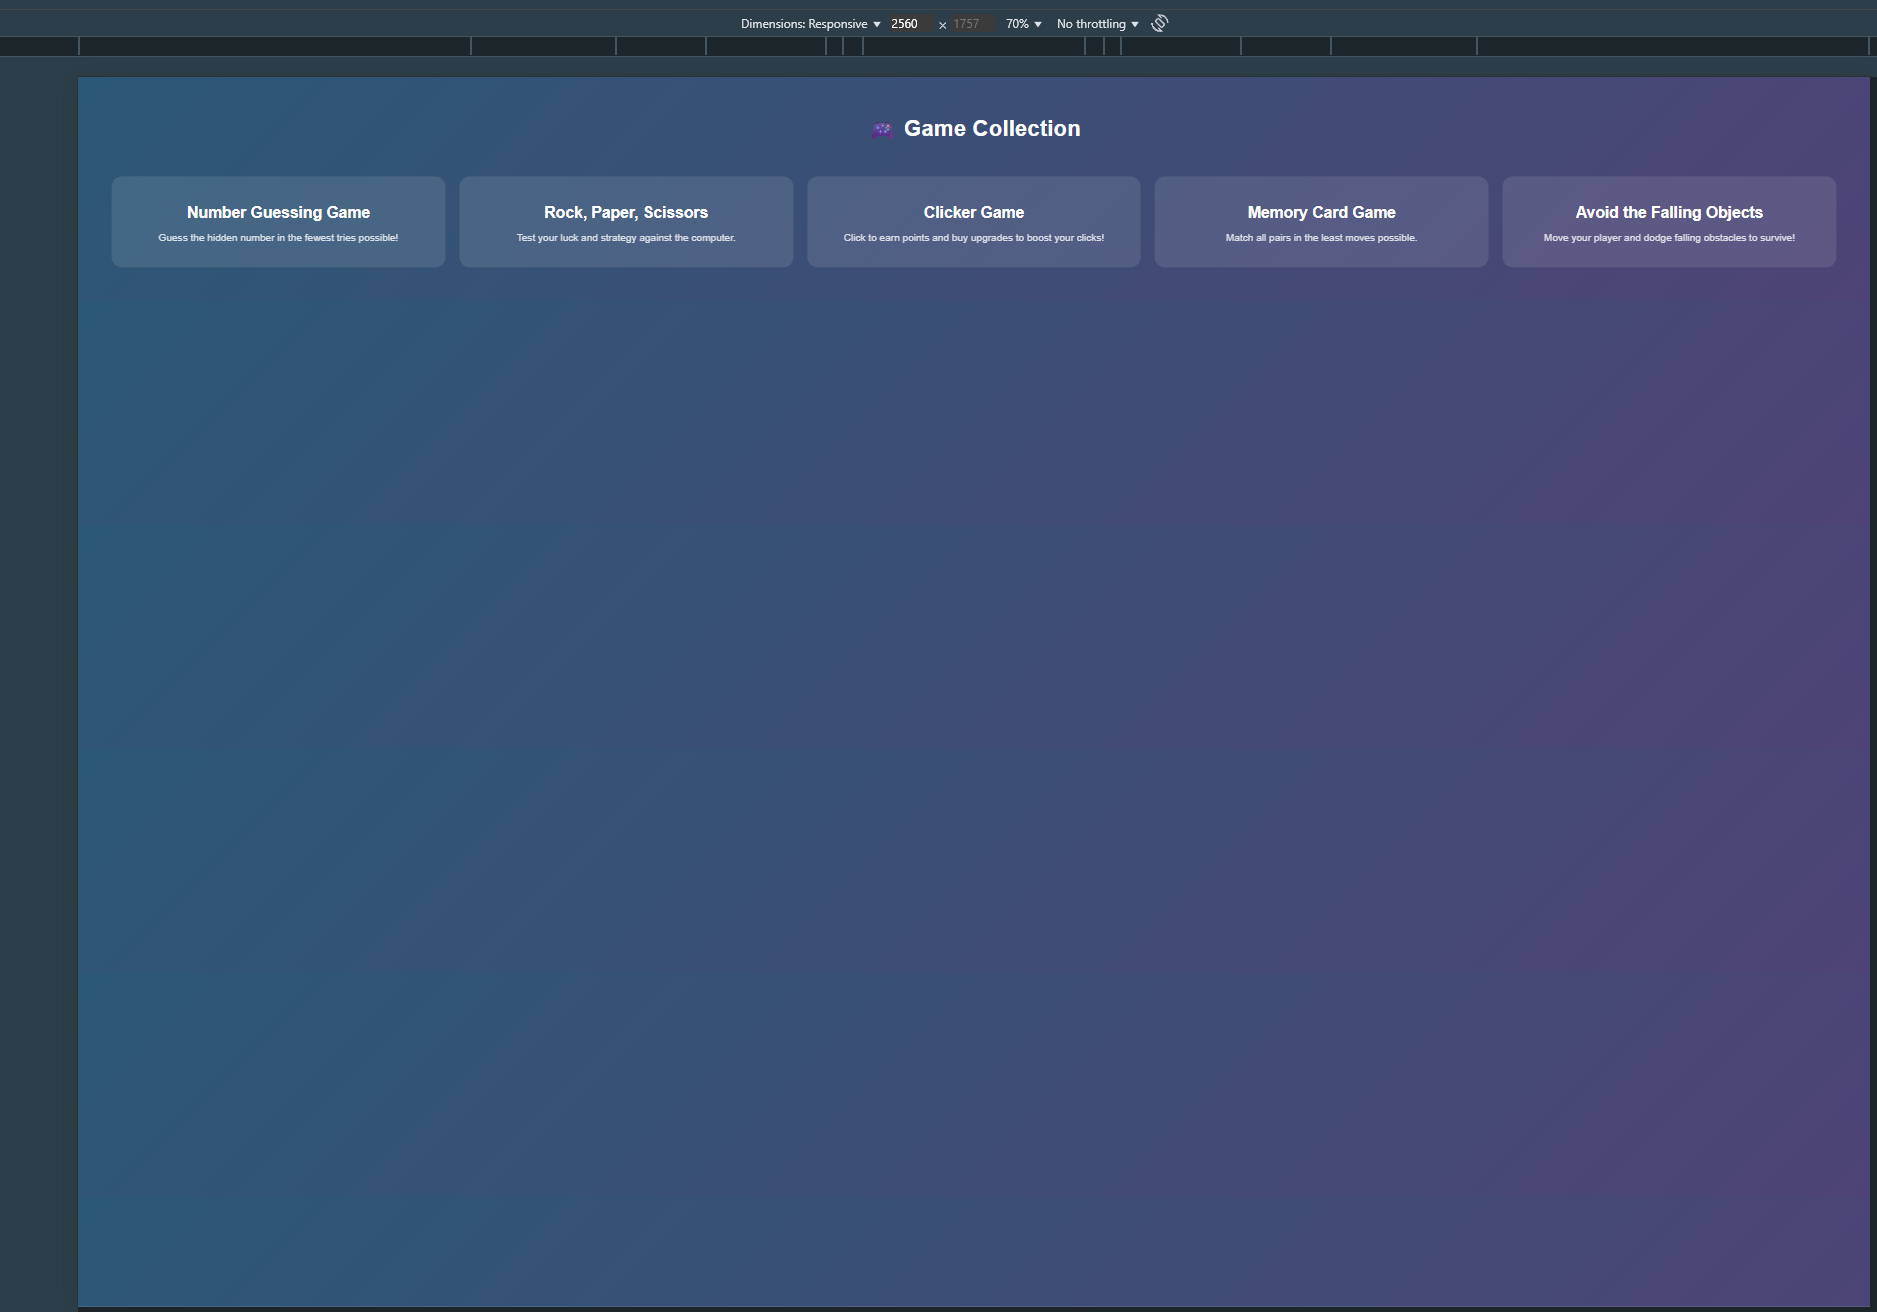 Dimensions: Responsive 2560 × 1757 70% No throttling
🎮 Game Collection
Number Guessing Game
Guess the hidden number in the fewest tries possible!
Rock, Paper, Scissors
Test your luck and strategy against the computer.
Clicker Game
Click to earn points and buy upgrades to boost your clicks!
Memory Card Game
Match all pairs in the least moves possible.
Avoid the Falling Objects
Move your player and dodge falling obstacles to survive!